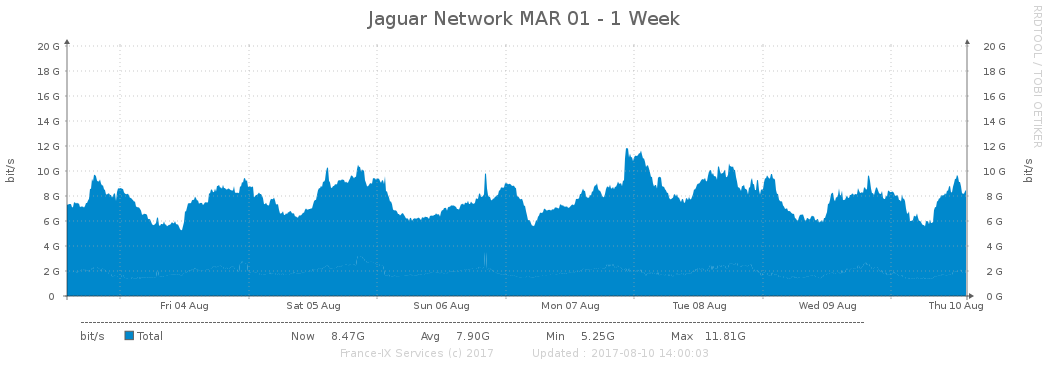 Jaguar Network MAR 01 - 1 Week
RRDTOOL / TOBI OETIKER
bit/s
bit/s
20 G 20 G
18 G 18 G
16 G 16 G
14 G 14 G
12 G 12 G
10 G 10 G
8 G 8 G
6 G 6 G
4 G 4 G
2 G 2 G
0 0 G
Fri 04 Aug Sat 05 Aug Sun 06 Aug Mon 07 Aug Tue 08 Aug Wed 09 Aug Thu 10 Aug
bit/s Total Now 8.47G Avg 7.90G Min 5.25G Max 11.81G
France-IX Services (c) 2017 Updated : 2017-08-10 14:00:03